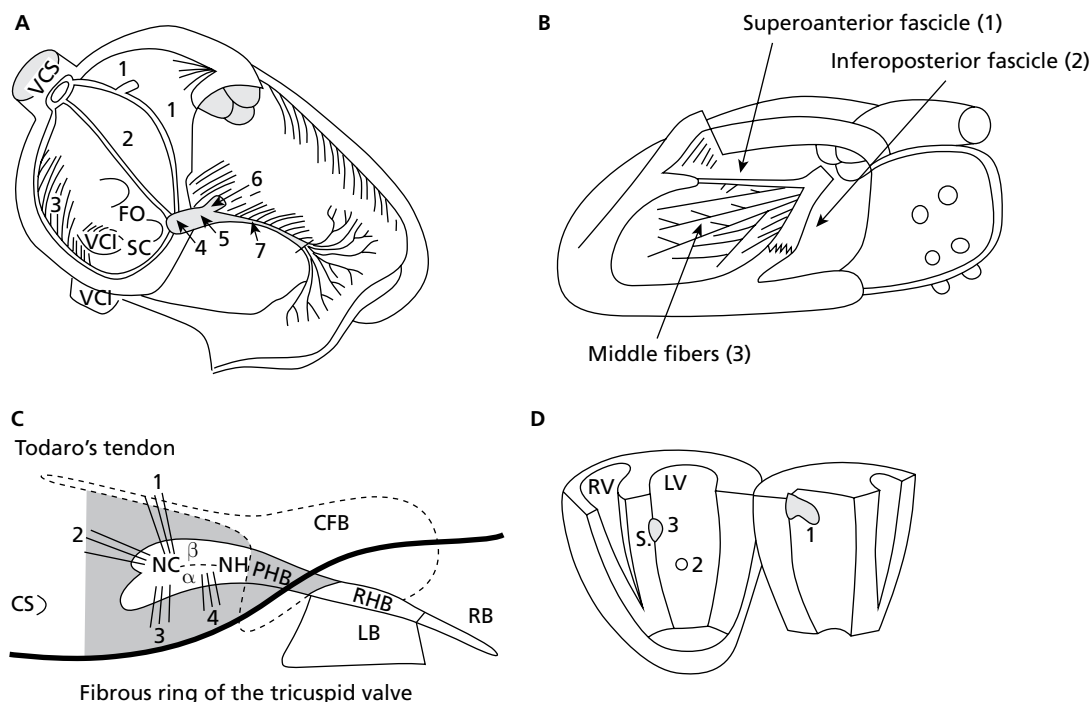 A
VCS
1
1
2
3
FO
VCI
SC
4
5
6
7
VCI
B
Superoanterior fascicle (1)
Inferoposterior fascicle (2)
Middle fibers (3)
C
Todaro's tendon
1
2
CFB
β
NC
NH
α
PHB
CS
3
4
RHB
LB
RB
Fibrous ring of the tricuspid valve
D
RV
LV
S.
3
2
1